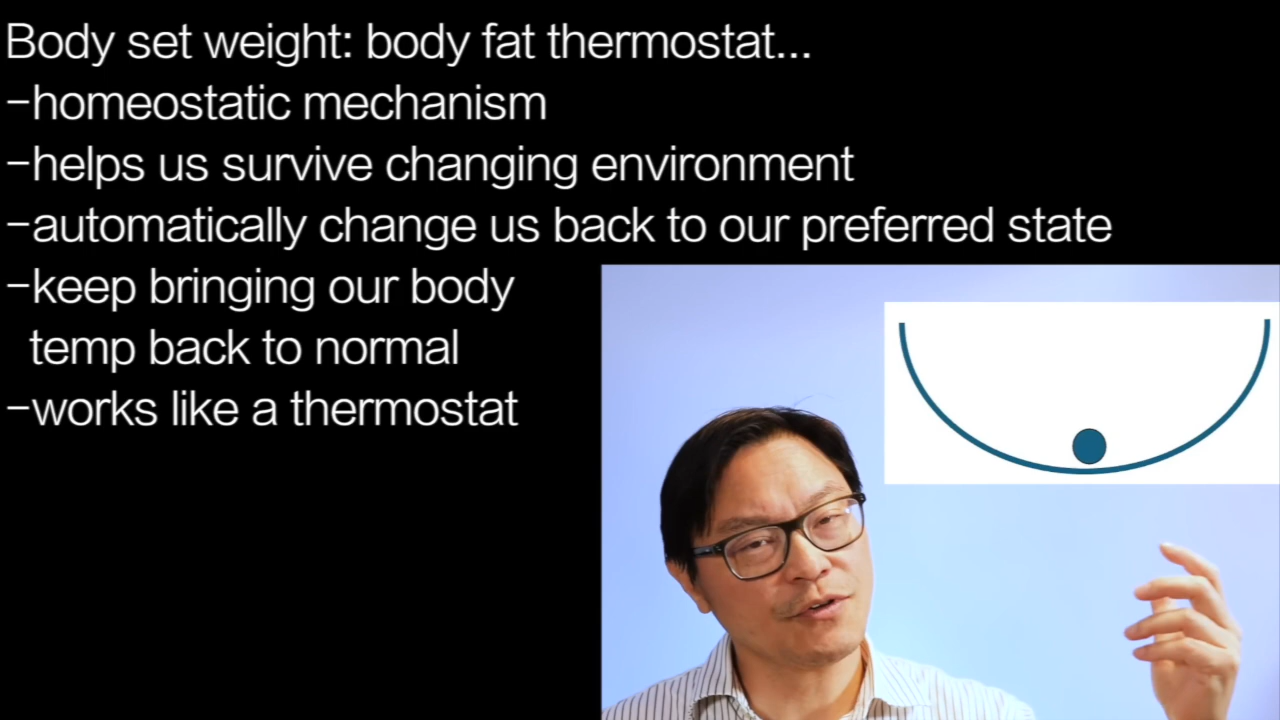 Body set weight: body fat thermostat...
-homeostatic mechanism
-helps us survive changing environment
-automatically change us back to our preferred state
-keep bringing our body
temp back to normal
-works like a thermostat